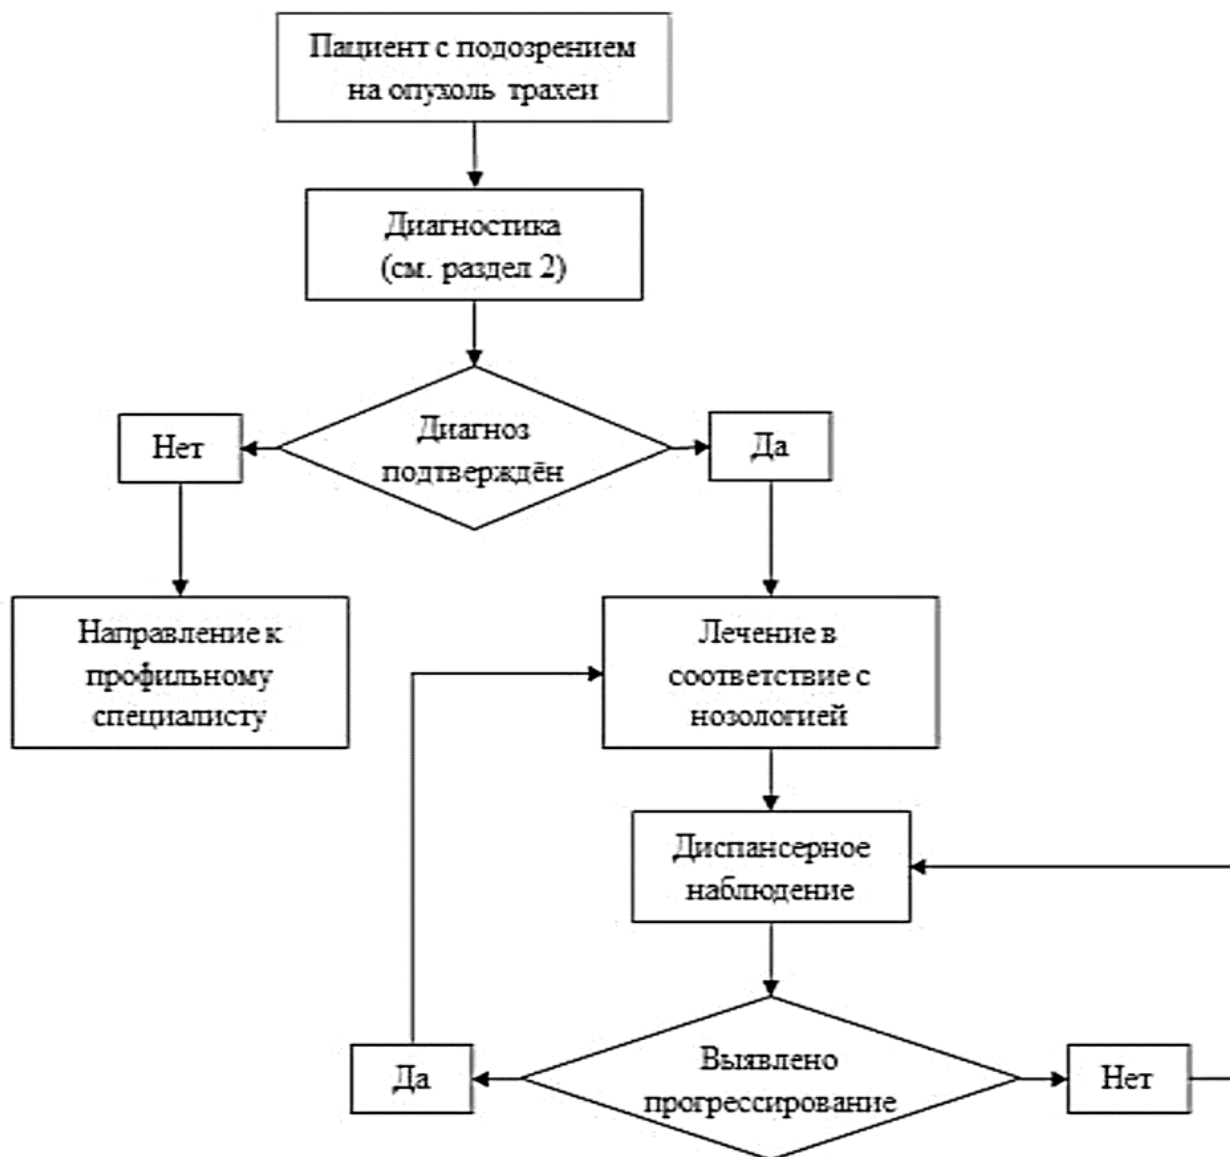 Пациент с подозрением
на опухоль трахеи
Диагностика
(см. раздел 2)
Диагноз
подтверждён
Нет
Да
Направление к
профильному
специалисту
Лечение в
соответствие с
нозологией
Диспансерное
наблюдение
Выявлено
прогрессирование
Да
Нет